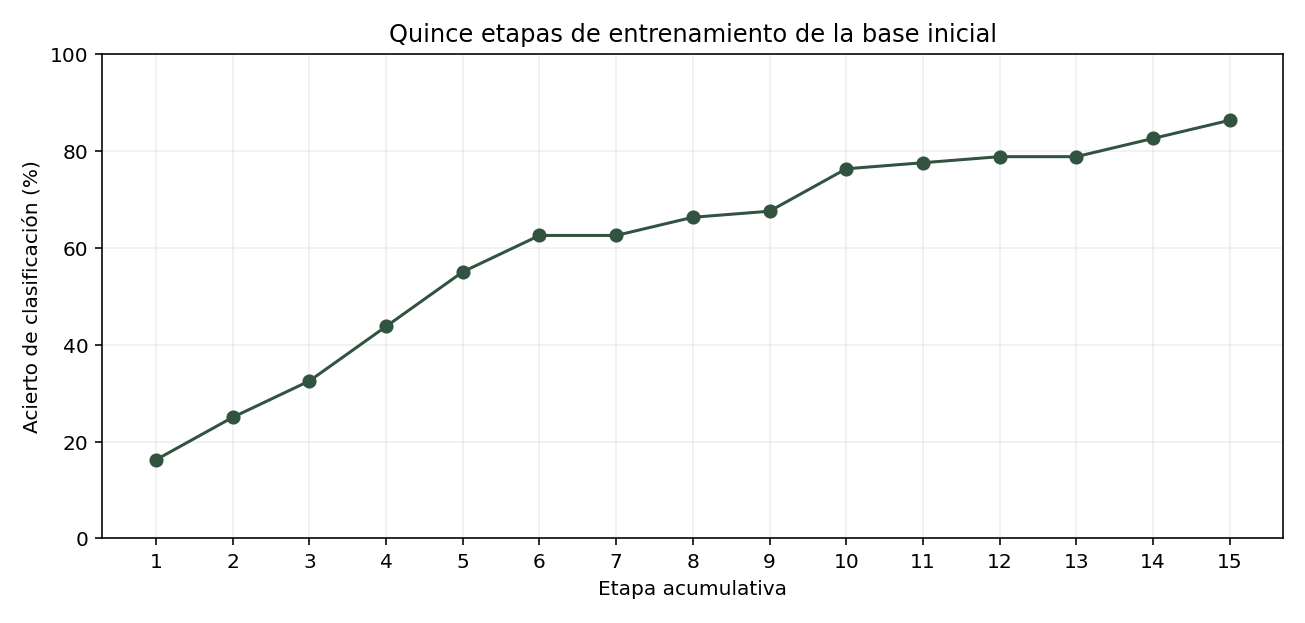 Quince etapas de entrenamiento de la base inicial
Acierto de clasificación (%)
100
80
60
40
20
0
1 2 3 4 5 6 7 8 9 10 11 12 13 14 15
Etapa acumulativa